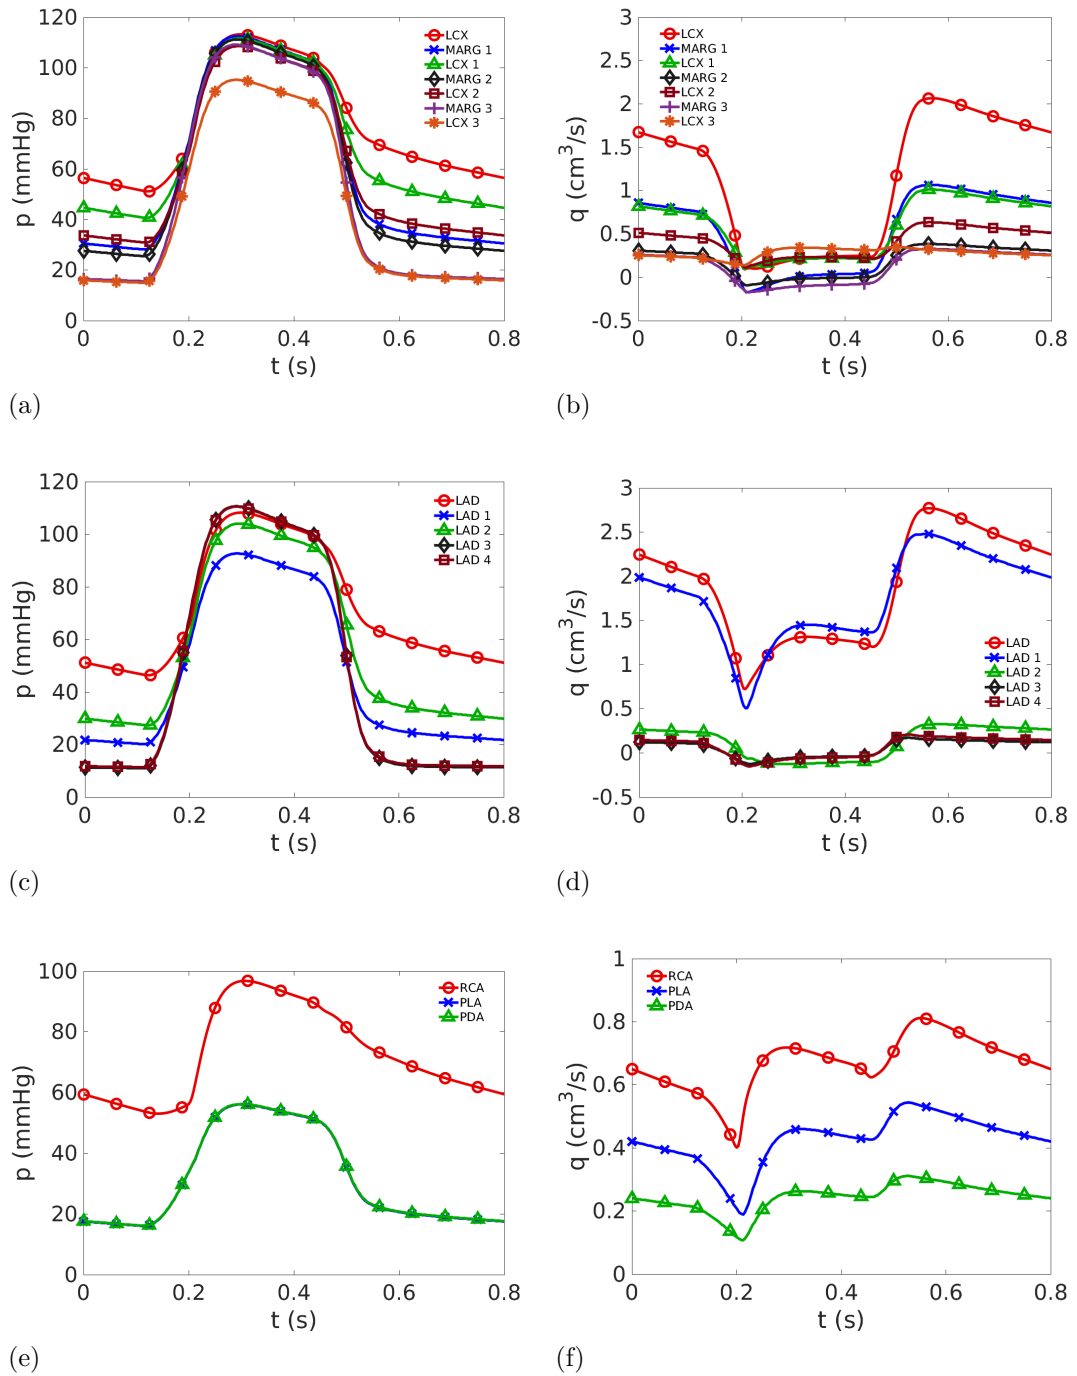 120
100
80
60
40
20
0
p (mmHg)
LCX
MARG 1
LCX 1
MARG 2
LCX 2
MARG 3
LCX 3
0 0.2 0.4 0.6 0.8
t (s)
(a)
3
2.5
2
1.5
1
0.5
0
-0.5
q (cm³/s)
LCX
MARG 1
LCX 1
MARG 2
LCX 2
MARG 3
LCX 3
0 0.2 0.4 0.6 0.8
t (s)
(b)
120
100
80
60
40
20
0
p (mmHg)
LAD
LAD 1
LAD 2
LAD 3
LAD 4
0 0.2 0.4 0.6 0.8
t (s)
(c)
3
2.5
2
1.5
1
0.5
0
-0.5
q (cm³/s)
LAD
LAD 1
LAD 2
LAD 3
LAD 4
0 0.2 0.4 0.6 0.8
t (s)
(d)
100
80
60
40
20
0
p (mmHg)
RCA
PLA
PDA
0 0.2 0.4 0.6 0.8
t (s)
(e)
1
0.8
0.6
0.4
0.2
0
q (cm³/s)
RCA
PLA
PDA
0 0.2 0.4 0.6 0.8
t (s)
(f)